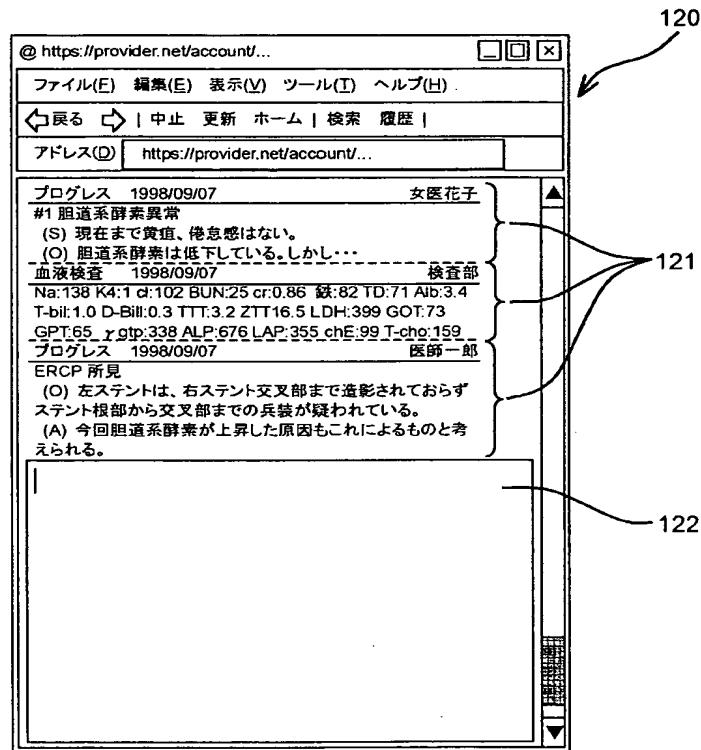 120
@ https://provider.net/account/...
ファイル(F) 編集(E) 表示(V) ツール(T) ヘルプ(H)
戻る | 中止 更新 ホーム | 検索 履歴 |
アドレス(D) https://provider.net/account/...
プログレス 1998/09/07 女医花子
#1 胆道系酵素異常
(S) 現在まで黄疸、倦怠感はない。
(O) 胆道系酵素は低下している。しかし・・・
121
血液検査 1998/09/07 検査部
Na:138 K4:1 cl:102 BUN:25 cr:0.86 鉄:82 TD:71 Alb:3.4
T-bil:1.0 D-Bill:0.3 TTT:3.2 ZTT16.5 LDH:399 GOT:73
GPT:65 γgtp:338 ALP:676 LAP:355 chE:99 T-cho:159
プログレス 1998/09/07 医師一郎
ERCP 所見
(O) 左ステントは、右ステント交叉部まで造影されておらず
ステント根部から交叉部までの兵装が疑われている。
(A) 今回胆道系酵素が上昇した原因もこれによるものと考
えられる。
122